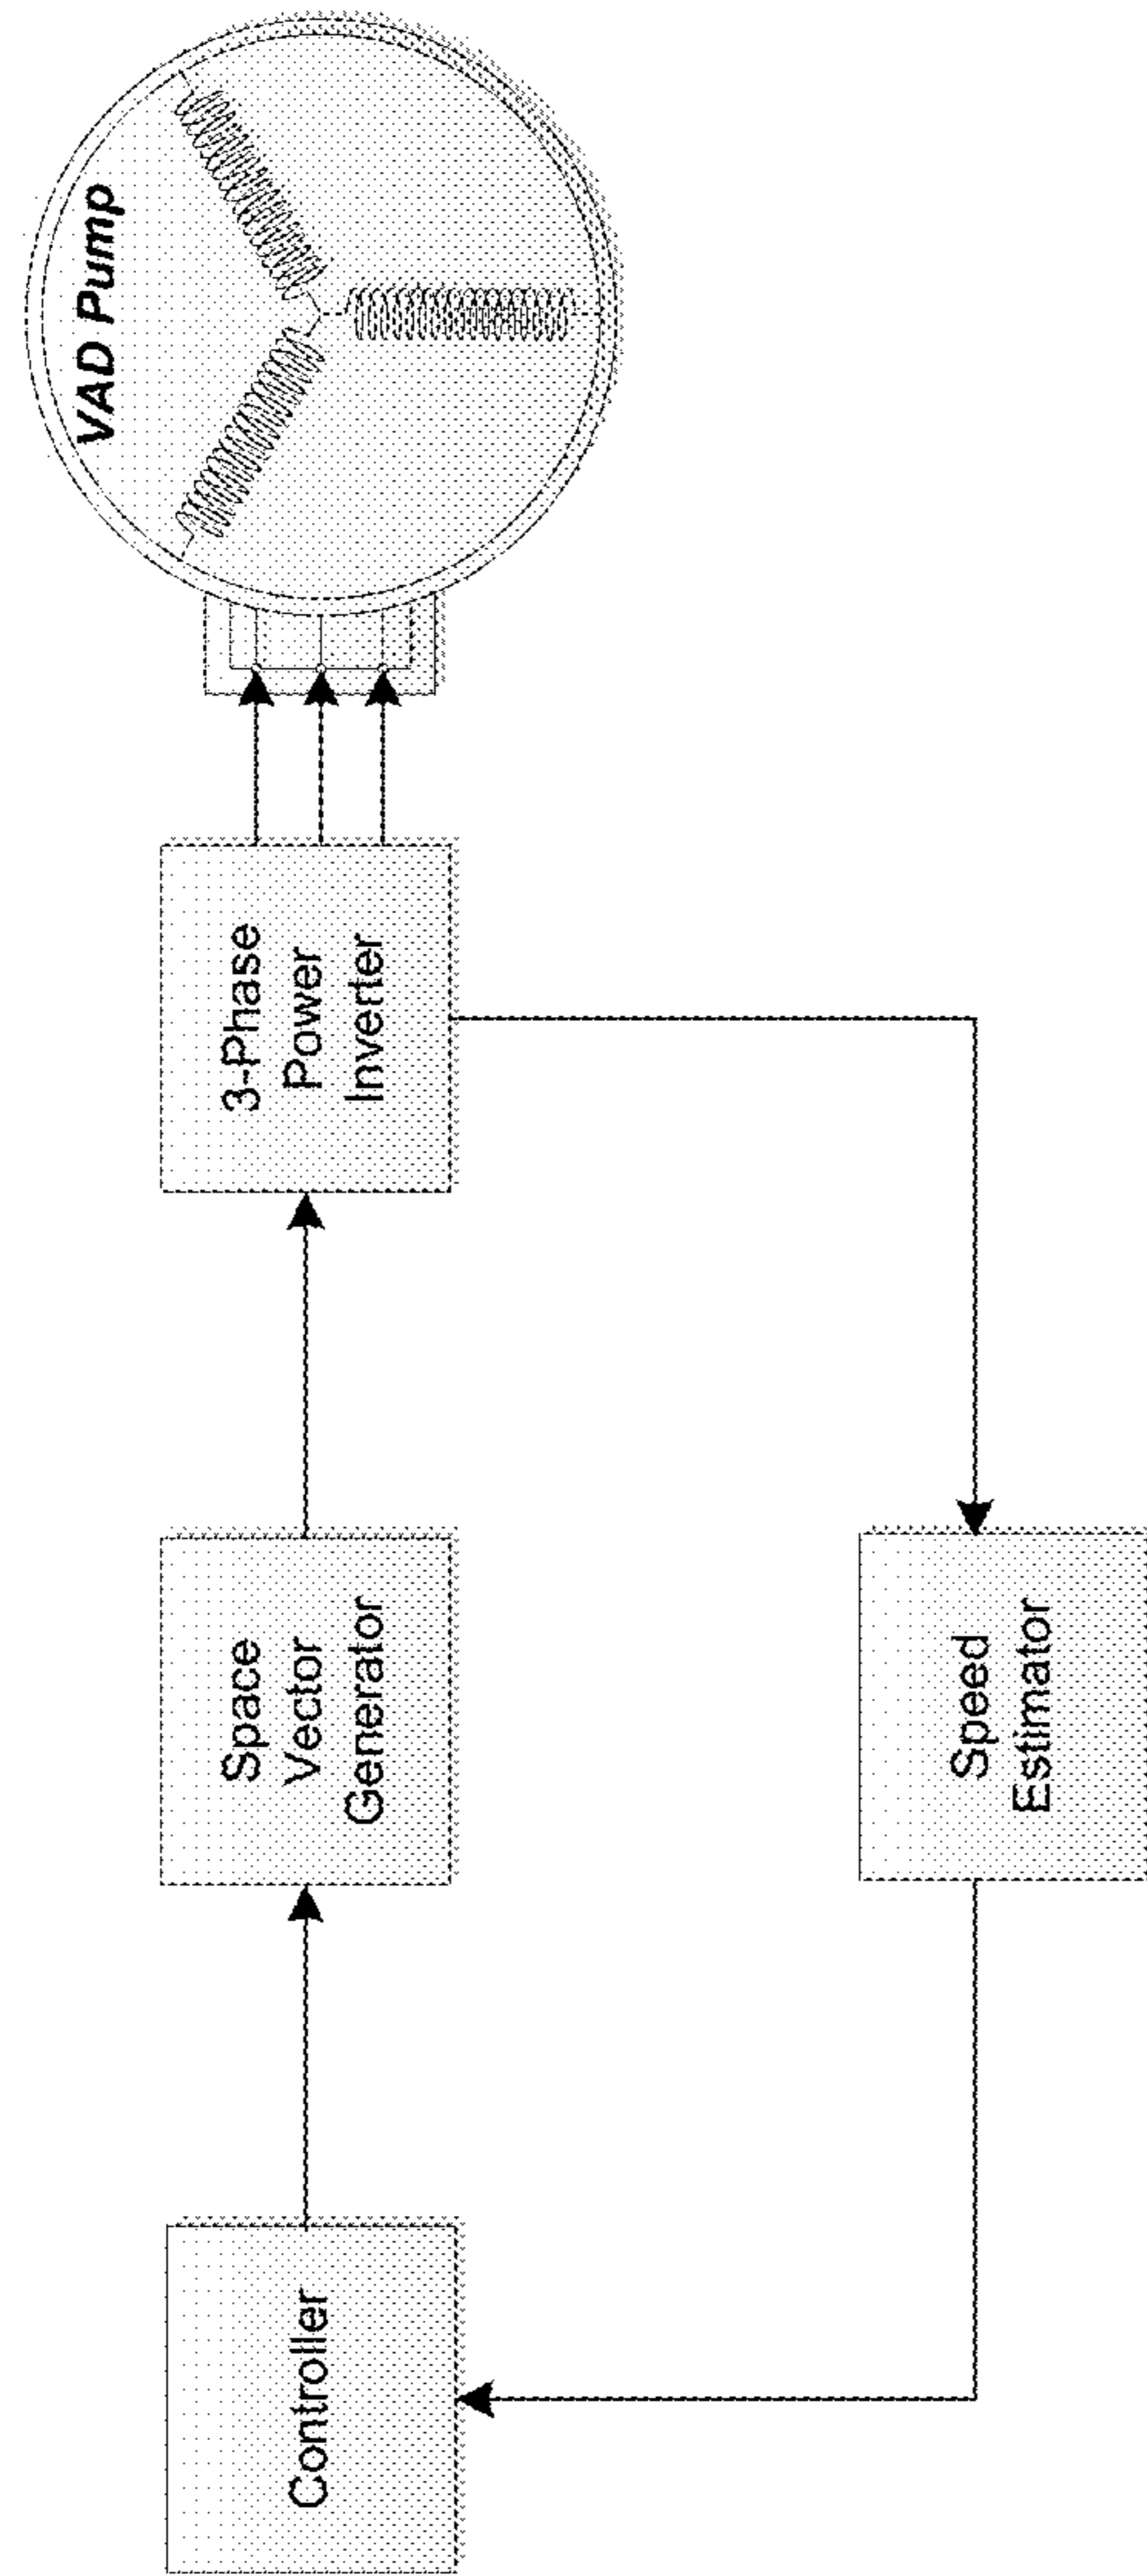 Controller
Space
Vector
Generator
3-Phase
Power
Inverter
VAD Pump
Speed
Estimator